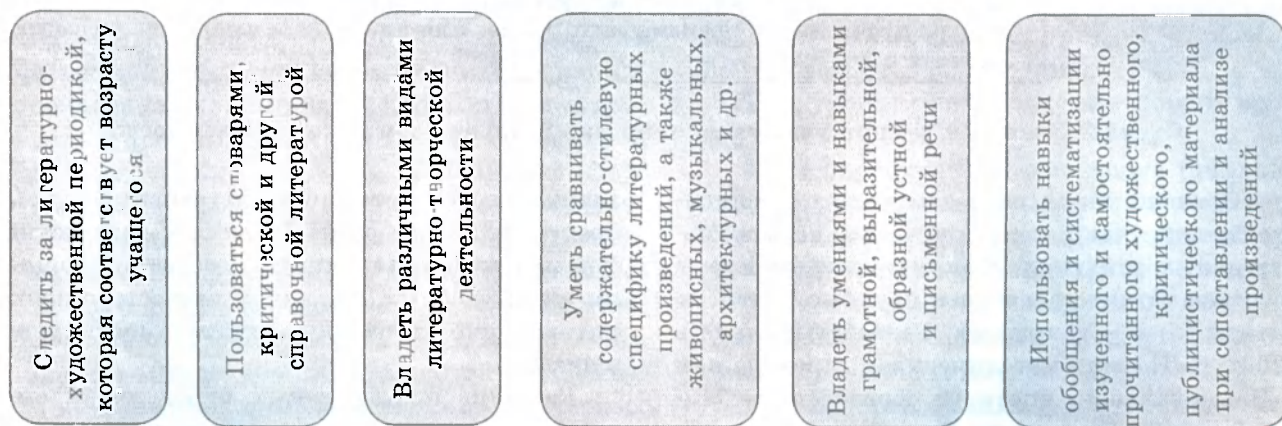 Следить за литературно-
художественной периодикой,
которая соответствует возрасту
учащегося
Пользоваться словарями,
критической и другой
справочной литературой
Владеть различными видами
литературно-творческой
деятельности
Уметь сравнивать
содержательно-стилевую
специфику литературных
произведений, а также
живописных, музыкальных,
архитектурных и др.
Владеть умениями и навыками
грамотной, выразительной,
образной устной
и письменной речи
Использовать навыки
обобщения и систематизации
изученного и самостоятельно
прочитанного художественного,
критического,
публицистического материала
при сопоставлении и анализе
произведений